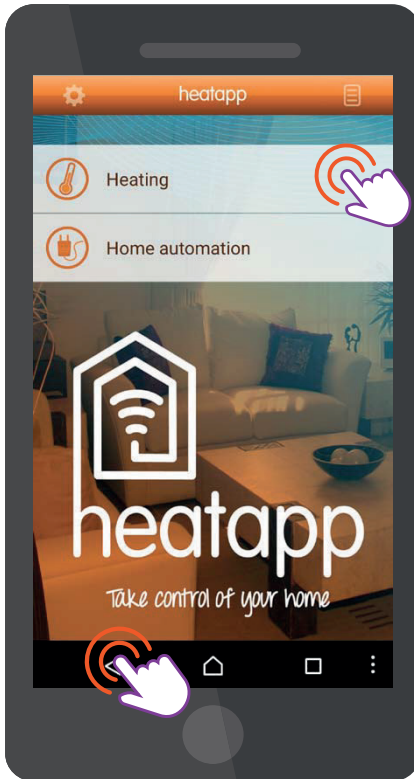 heatapp
Heating
Home automation
heatapp
Take control of your home